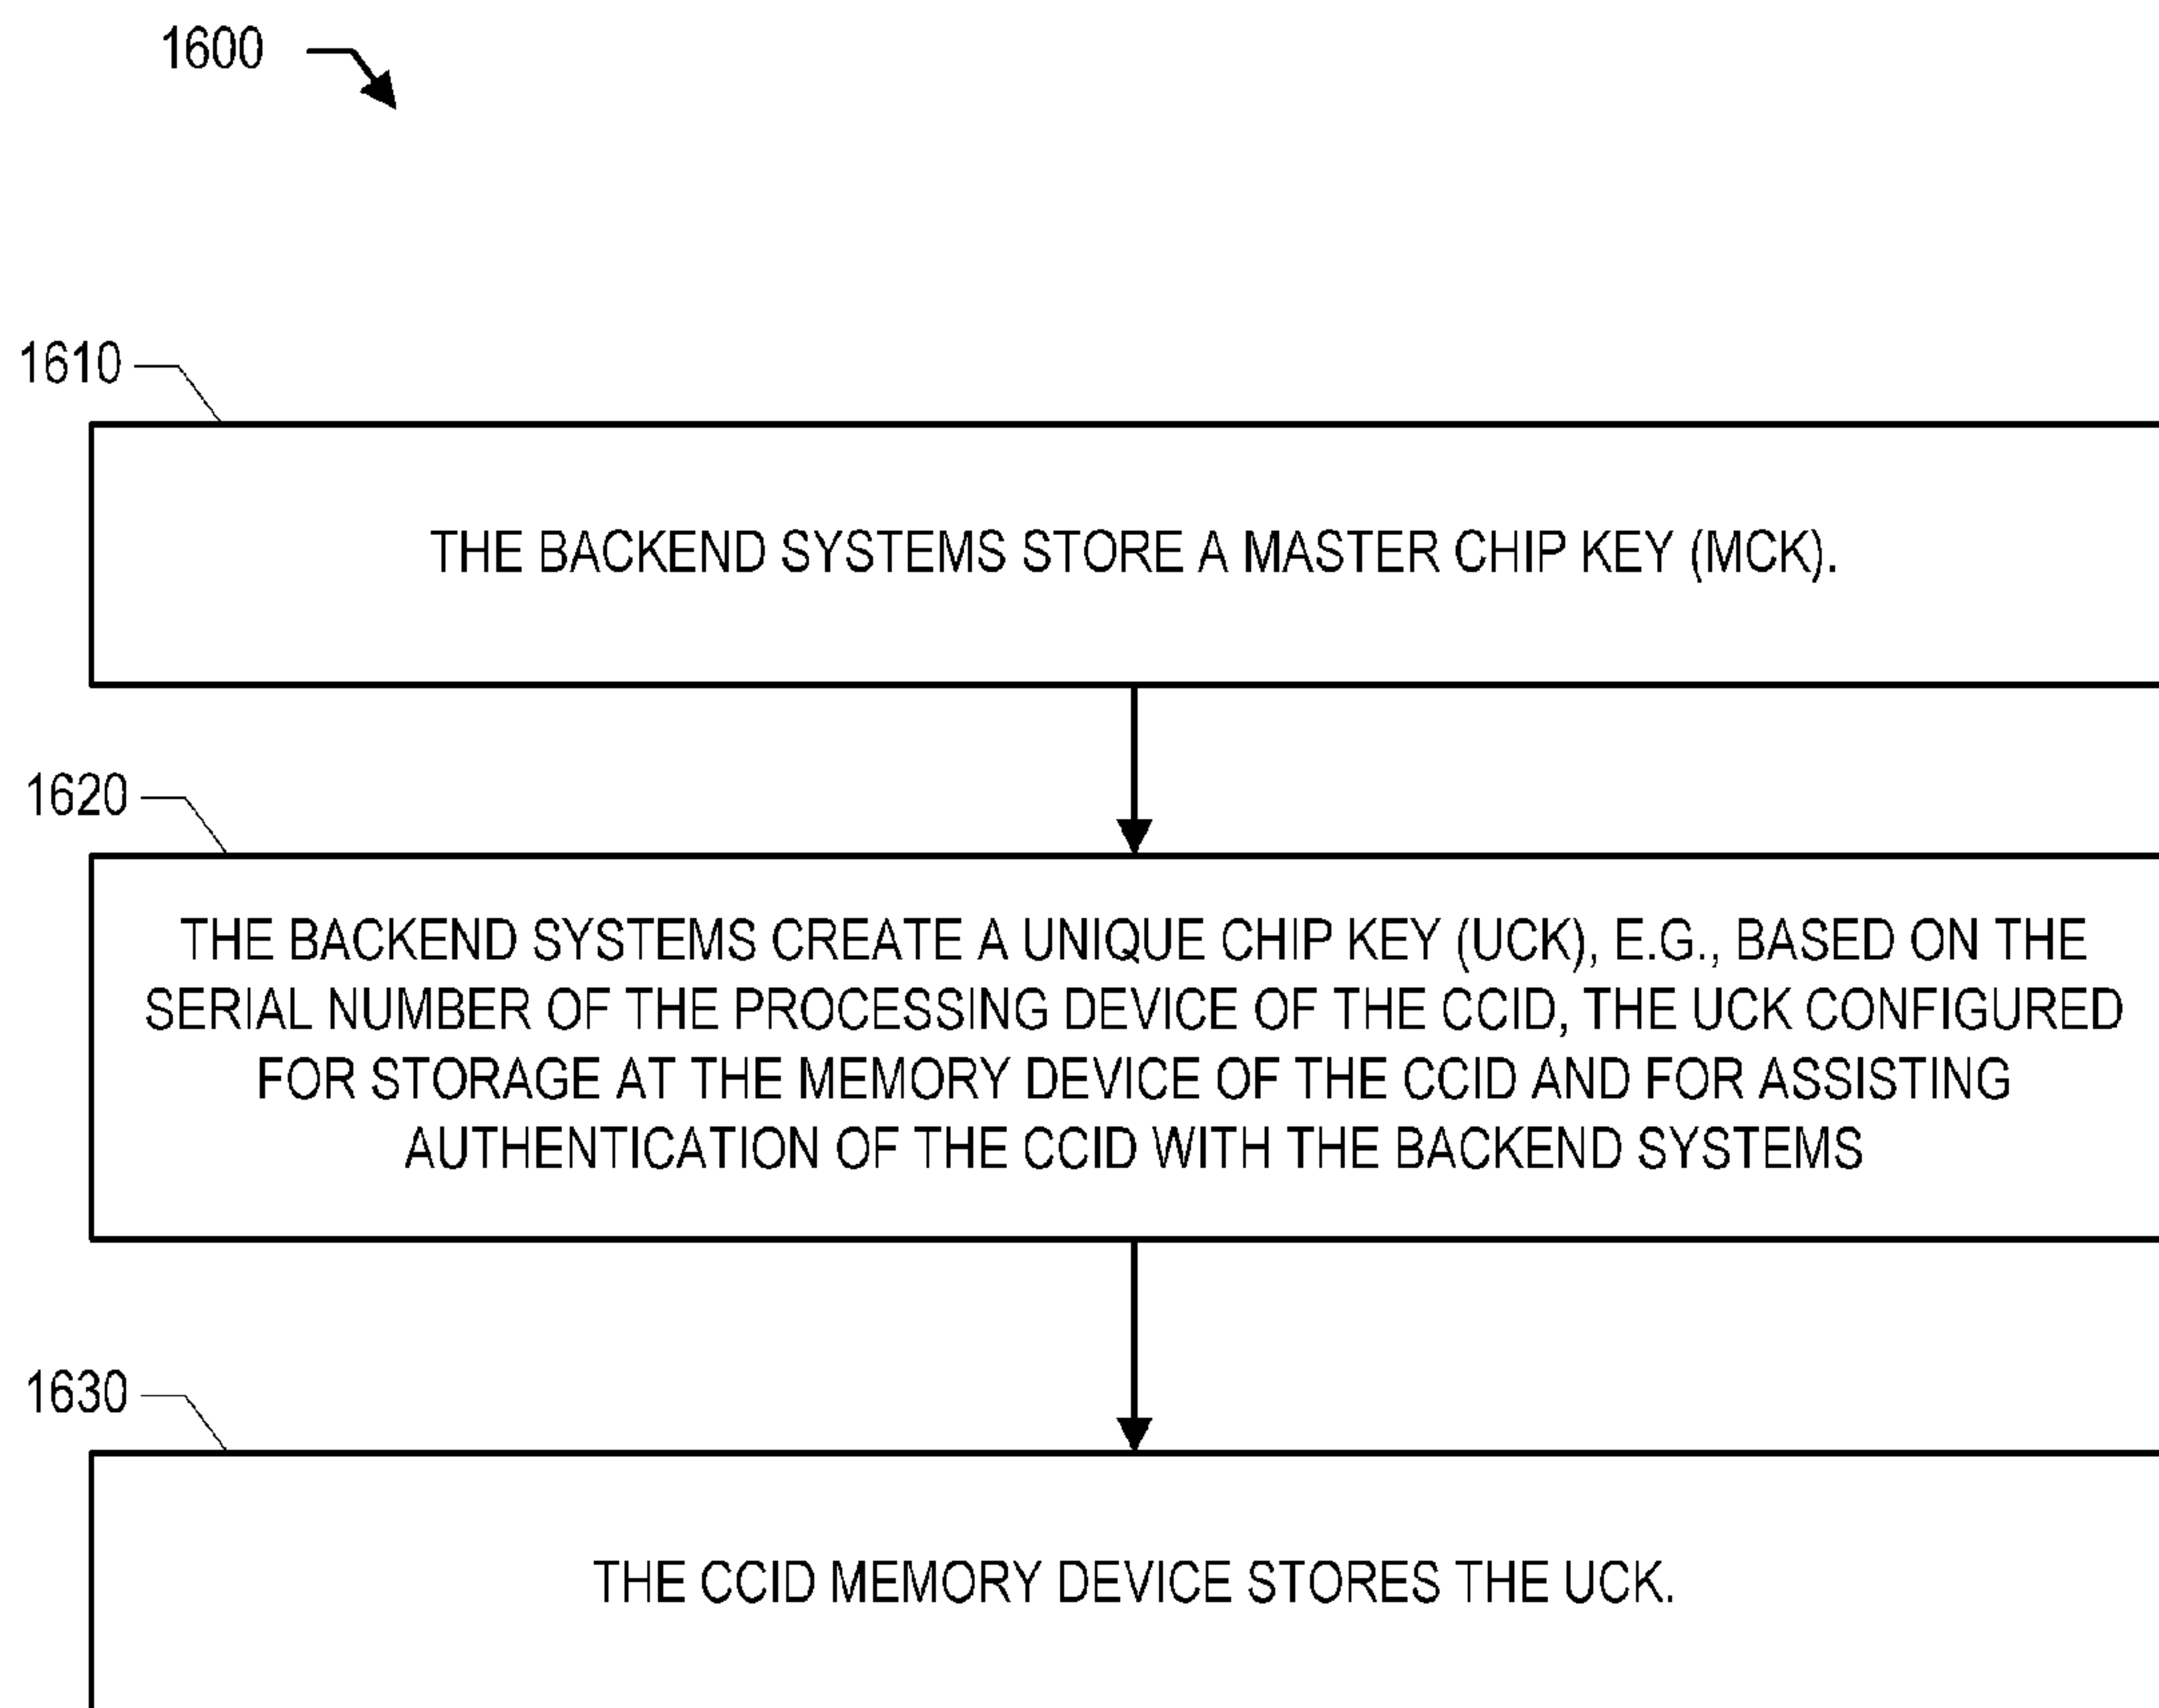 1600
1610
THE BACKEND SYSTEMS STORE A MASTER CHIP KEY (MCK).
1620
THE BACKEND SYSTEMS CREATE A UNIQUE CHIP KEY (UCK), E.G., BASED ON THE
SERIAL NUMBER OF THE PROCESSING DEVICE OF THE CCID, THE UCK CONFIGURED
FOR STORAGE AT THE MEMORY DEVICE OF THE CCID AND FOR ASSISTING
AUTHENTICATION OF THE CCID WITH THE BACKEND SYSTEMS
1630
THE CCID MEMORY DEVICE STORES THE UCK.